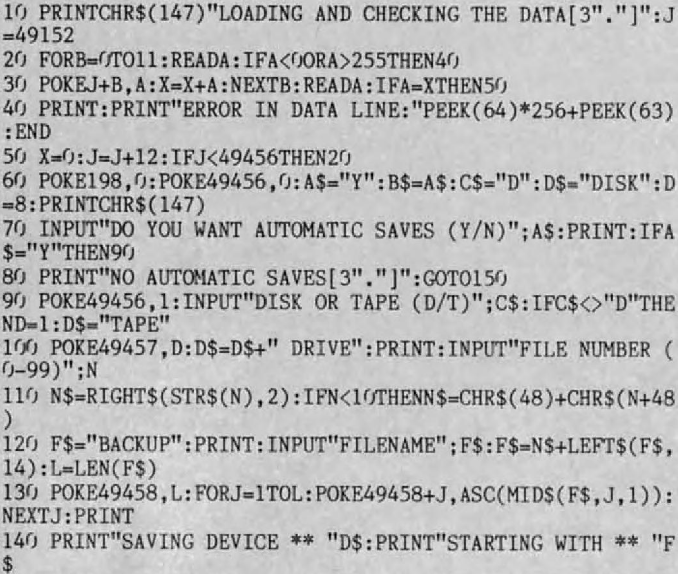 10 PRINTCHR$(147)"LOADING AND CHECKING THE DATA[3"."]":J
=49152
20 FORB=0TO11:READA:IFA<0ORA>255THEN40
30 POKEJ+B,A:X=X+A:NEXTB:READA:IFA=XTHEN50
40 PRINT:PRINT"ERROR IN DATA LINE:"PEEK(64)*256+PEEK(63)
:END
50 X=0:J=J+12:IFJ<49456THEN20
60 POKE198,0:POKE49456,0:A$="Y":B$=A$:C$="D":D$="DISK":D
=8:PRINTCHR$(147)
70 INPUT"DO YOU WANT AUTOMATIC SAVES (Y/N)";A$:PRINT:IFA
$="Y"THEN90
80 PRINT"NO AUTOMATIC SAVES[3"."]":GOTO150
90 POKE49456,1:INPUT"DISK OR TAPE (D/T)";C$:IFC$<>"D"THE
ND=1:D$="TAPE"
100 POKE49457,D:D$=D$+" DRIVE":PRINT:INPUT"FILE NUMBER (
0-99)";N
110 N$=RIGHT$(STR$(N),2):IFN<10THENN$=CHR$(48)+CHR$(N+48
)
120 F$="BACKUP":PRINT:INPUT"FILENAME";F$:F$=N$+LEFT$(F$,
14):L=LEN(F$)
130 POKE49458,L:FORJ=1TOL:POKE49458+J,ASC(MID$(F$,J,1)):
NEXTJ:PRINT
140 PRINT"SAVING DEVICE ** "D$:PRINT"STARTING WITH ** "F
$